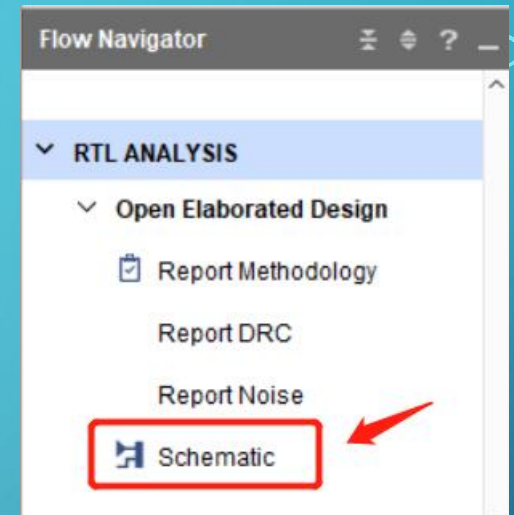 Flow Navigator ?
RTL ANALYSIS
Open Elaborated Design
Report Methodology
Report DRC
Report Noise
Schematic